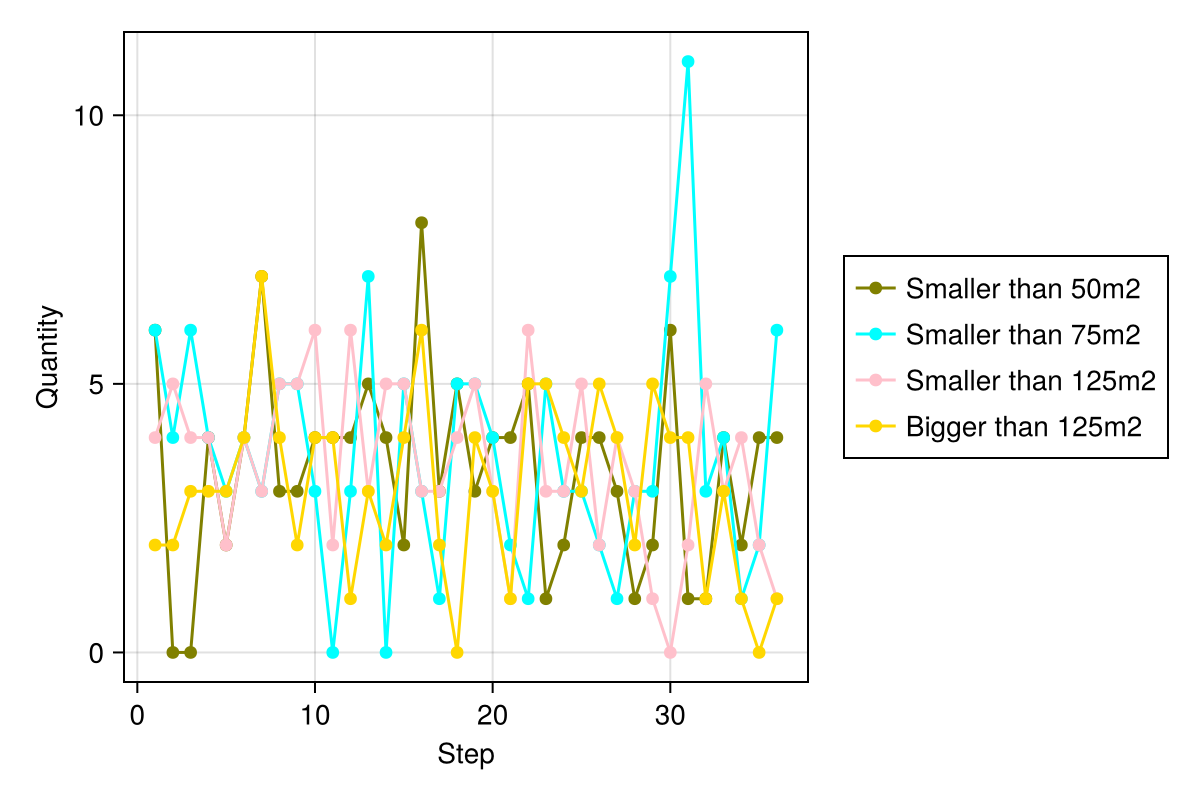 Quantity
10
5
0
0 10 20 30
Step
Smaller than 50m2
Smaller than 75m2
Smaller than 125m2
Bigger than 125m2